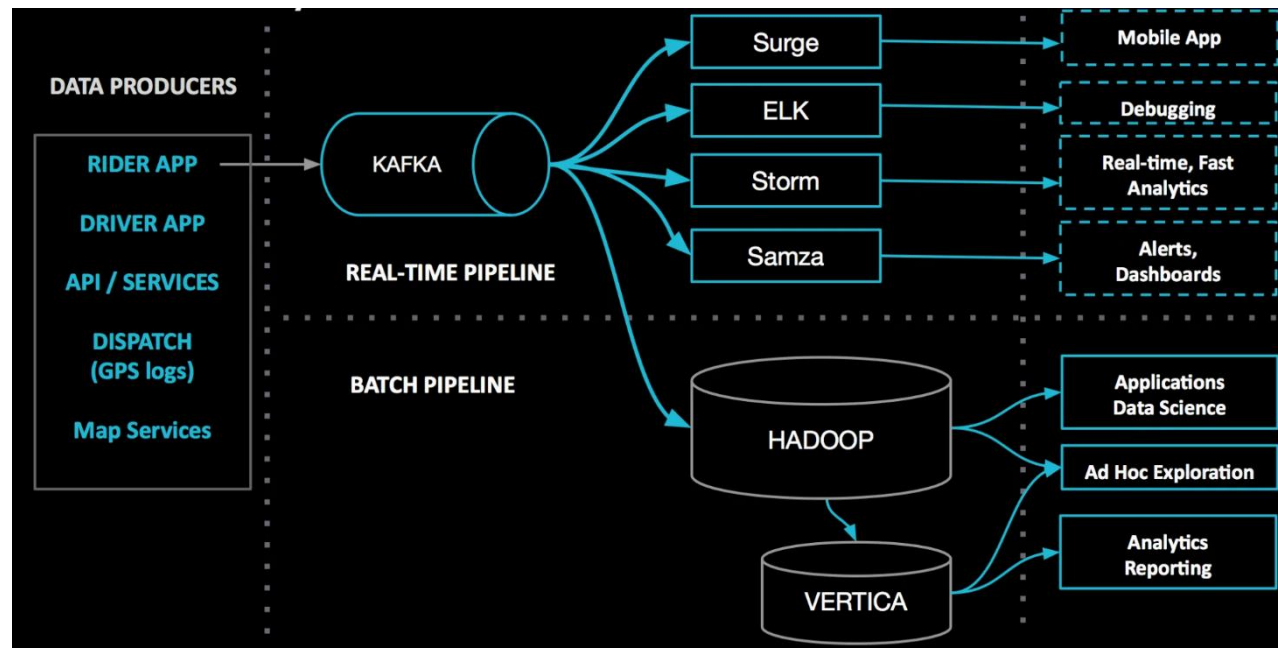 DATA PRODUCERS
RIDER APP
DRIVER APP
API / SERVICES
DISPATCH
(GPS logs)
Map Services
KAFKA
REAL-TIME PIPELINE
Surge
ELK
Storm
Samza
Mobile App
Debugging
Real-time, Fast
Analytics
Alerts,
Dashboards
BATCH PIPELINE
HADOOP
VERTICA
Applications
Data Science
Ad Hoc Exploration
Analytics
Reporting